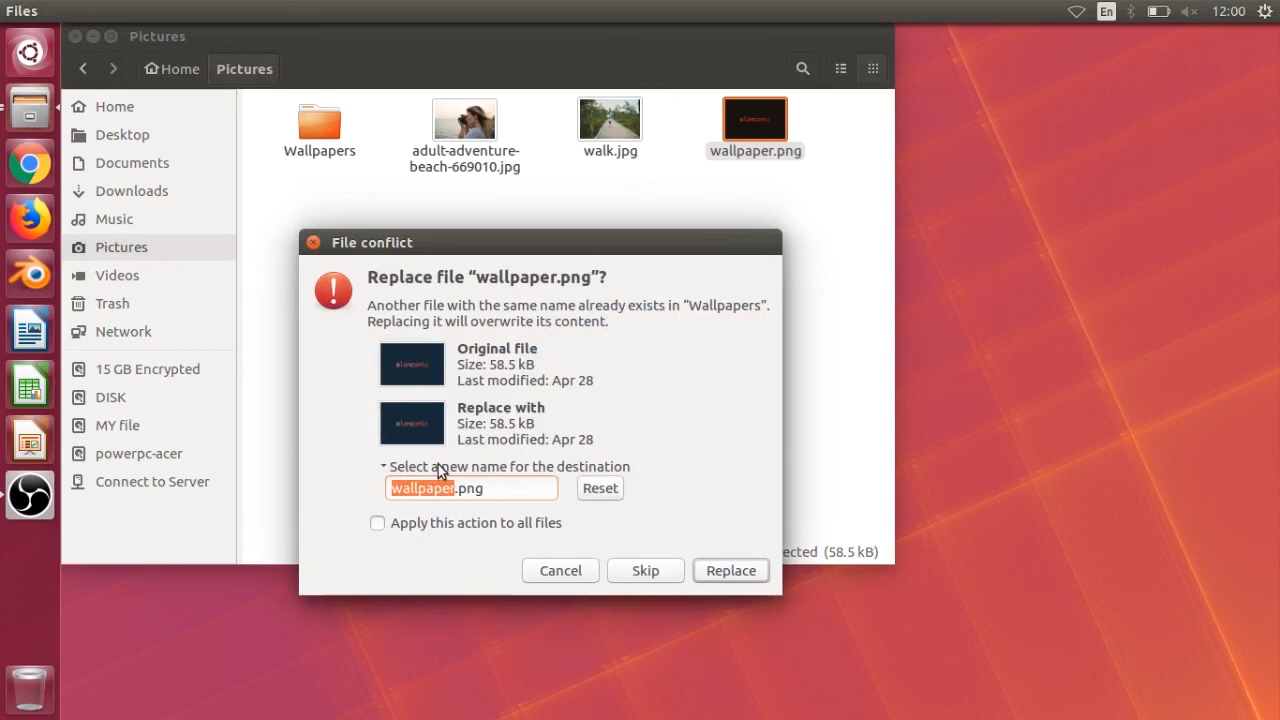 Files
En
12:00
Pictures
Home
Pictures
Home
Desktop
Documents
Downloads
Music
Pictures
Videos
Trash
Network
15 GB Encrypted
DISK
MY file
powerpc-acer
Connect to Server
Wallpapers
adult-adventure-
beach-669010.jpg
walk.jpg
wallpaper.png
File conflict
Replace file “wallpaper.png”?
Another file with the same name already exists in “Wallpapers”.
Replacing it will overwrite its content.
Original file
Size: 58.5 kB
Last modified: Apr 28
Replace with
Size: 58.5 kB
Last modified: Apr 28
Select a new name for the destination
wallpaper.png
Reset
Apply this action to all files
Cancel
Skip
Replace
ected (58.5 kB)